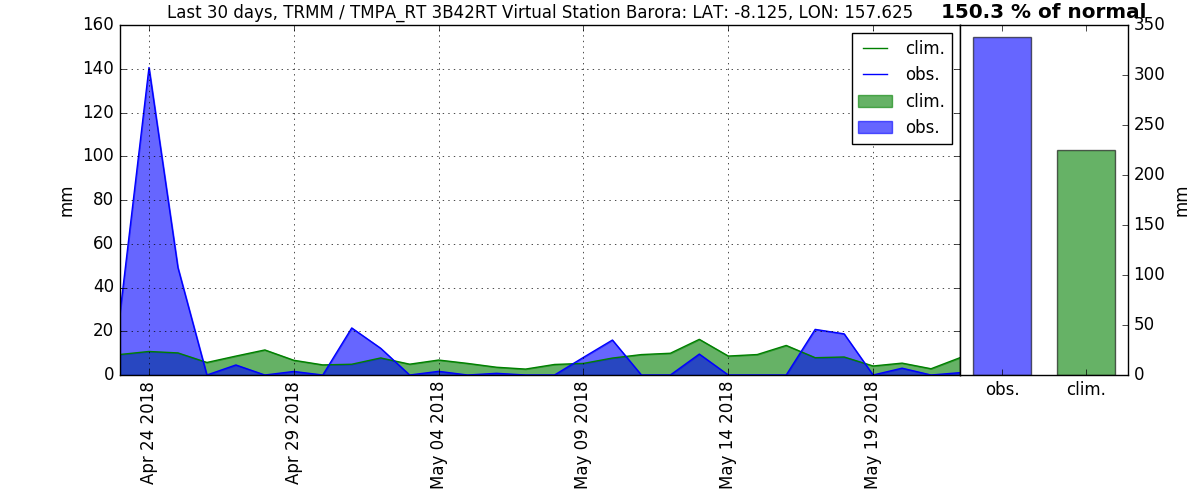 Last 30 days, TRMM / TMPA_RT 3B42RT Virtual Station Barora: LAT: -8.125, LON: 157.625
150.3 % of normal
160
140
120
100
80
60
40
20
0
mm
clim.
obs.
clim.
obs.
350
300
250
200
150
100
50
0
mm
Apr 24 2018
Apr 29 2018
May 04 2018
May 09 2018
May 14 2018
May 19 2018
obs.
clim.